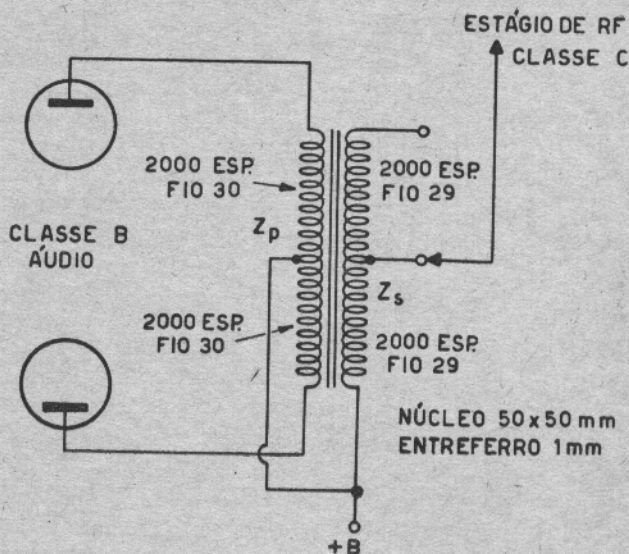 ESTÁGIO DE RF
CLASSE C
2000 ESP.
FIO 30
2000 ESP.
FIO 29
CLASSE B
ÁUDIO
Zp
Zs
2000 ESP.
FIO 30
2000 ESP.
FIO 29
NÚCLEO 50x50 mm
ENTREFERRO 1mm
+B